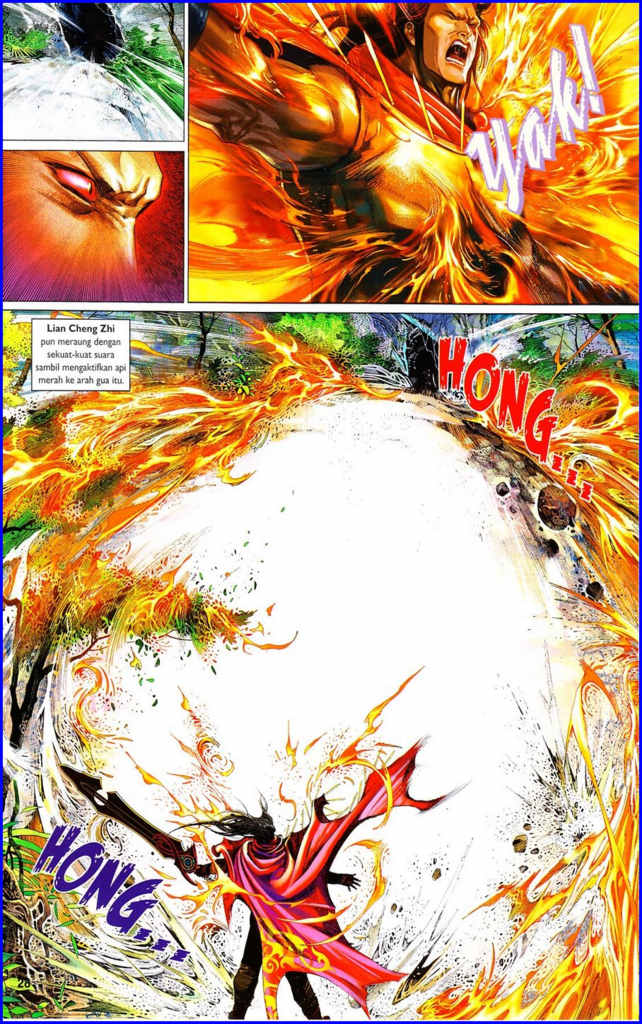 Yak!
Lian Cheng Zhi
pun meraung dengan
sekuat-kuat suara
sambil mengaktifkan api
merah ke arah gua itu.
HONG,,,
HONG,,,
26